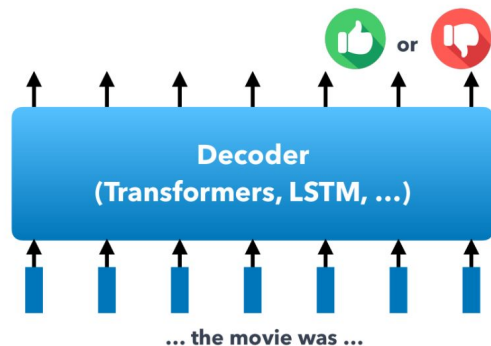 or
Decoder
(Transformers, LSTM, ...)
... the movie was ...